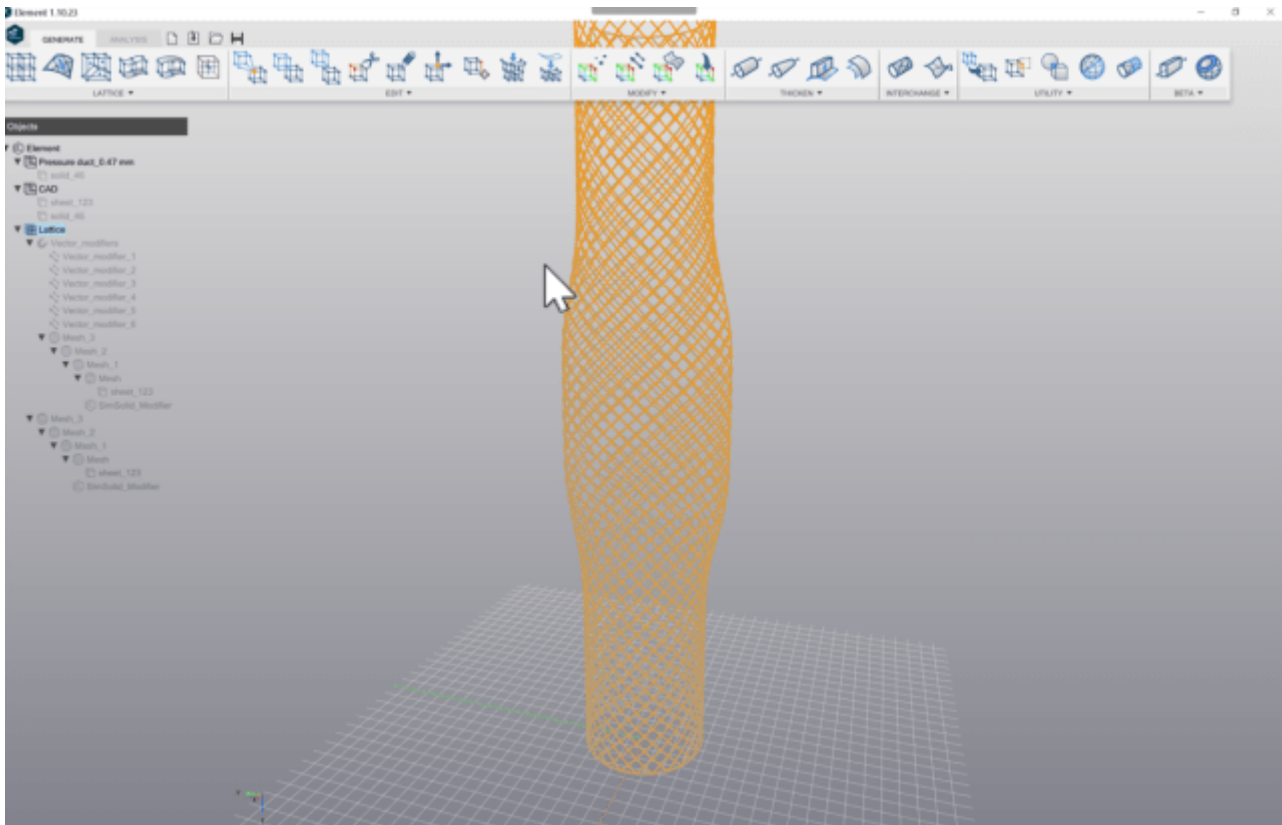 Element 1.10.23
GENERATE ANALYSIS
LATTICE EDIT MODIFY THICKEN INTERCHANGE UTILITY BETA
Objects
Element
Pressure duct_0.47 mm
solid_46
CAD
sheet_123
solid_46
Lattice
Vector_modifiers
Vector_modifier_1
Vector_modifier_2
Vector_modifier_3
Vector_modifier_4
Vector_modifier_5
Vector_modifier_6
Mesh_3
Mesh_2
Mesh_1
Mesh
sheet_123
SimSolid_Modifier
Mesh_3
Mesh_2
Mesh_1
Mesh
sheet_123
SimSolid_Modifier